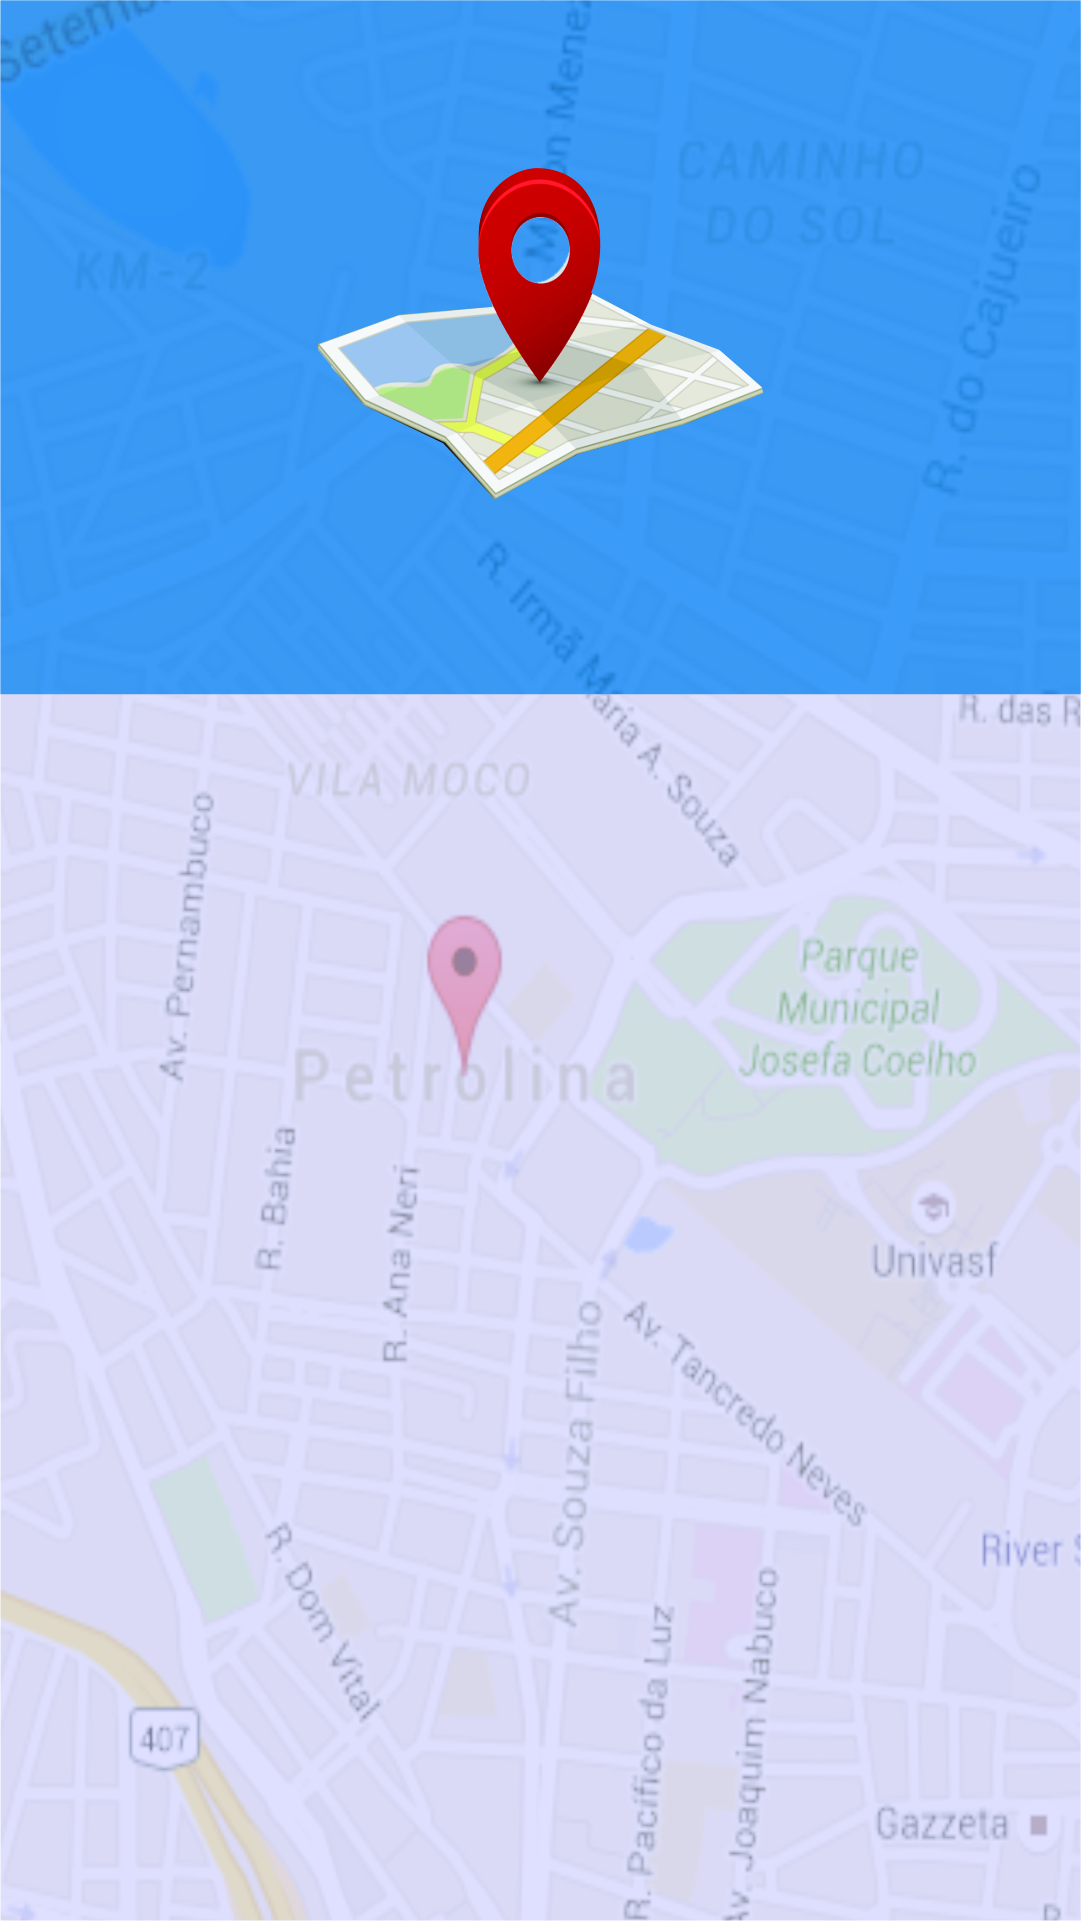 Setemb
CAMINHO
DO SOL
KM-2
R. do Cajueiro
R. Irmã Maria A. Souza
R. das R
VILA MOCO
Av. Pernambuco
Parque
Municipal
Josefa Coelho
Petrolina
R. Bahia
R. Ana Neri
Univasf
Av. Souza Filho
Av. Tancredo Neves
River S
R. Dom Vital
407
R. Pacífico da Luz
Av. Joaquim Nabuco
Gazzeta